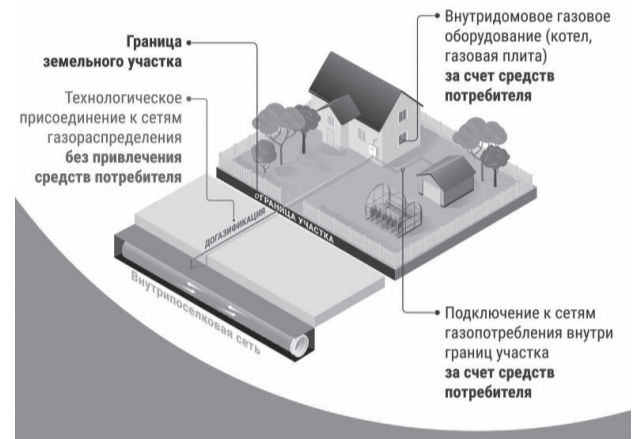 Граница
земельного участка
Технологическое
присоединение к сетям
газораспределения
без привлечения
средств потребителя
Внутридомовое газовое
оборудование (котел,
газовая плита)
за счет средств
потребителя
ГРАНИЦА УЧАСТКА
ДОГАЗИФИКАЦИЯ
Внутрипоселковая сеть
Подключение к сетям
газопотребления внутри
границ участка
за счет средств
потребителя